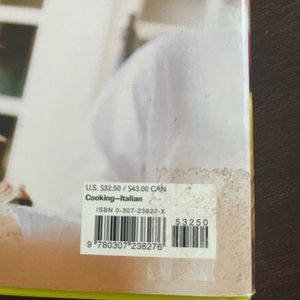 U.S. $32.50 / $43.00 CAN
Cooking—Italian
ISBN 0-307-23827-X
53250
9 780307 238276